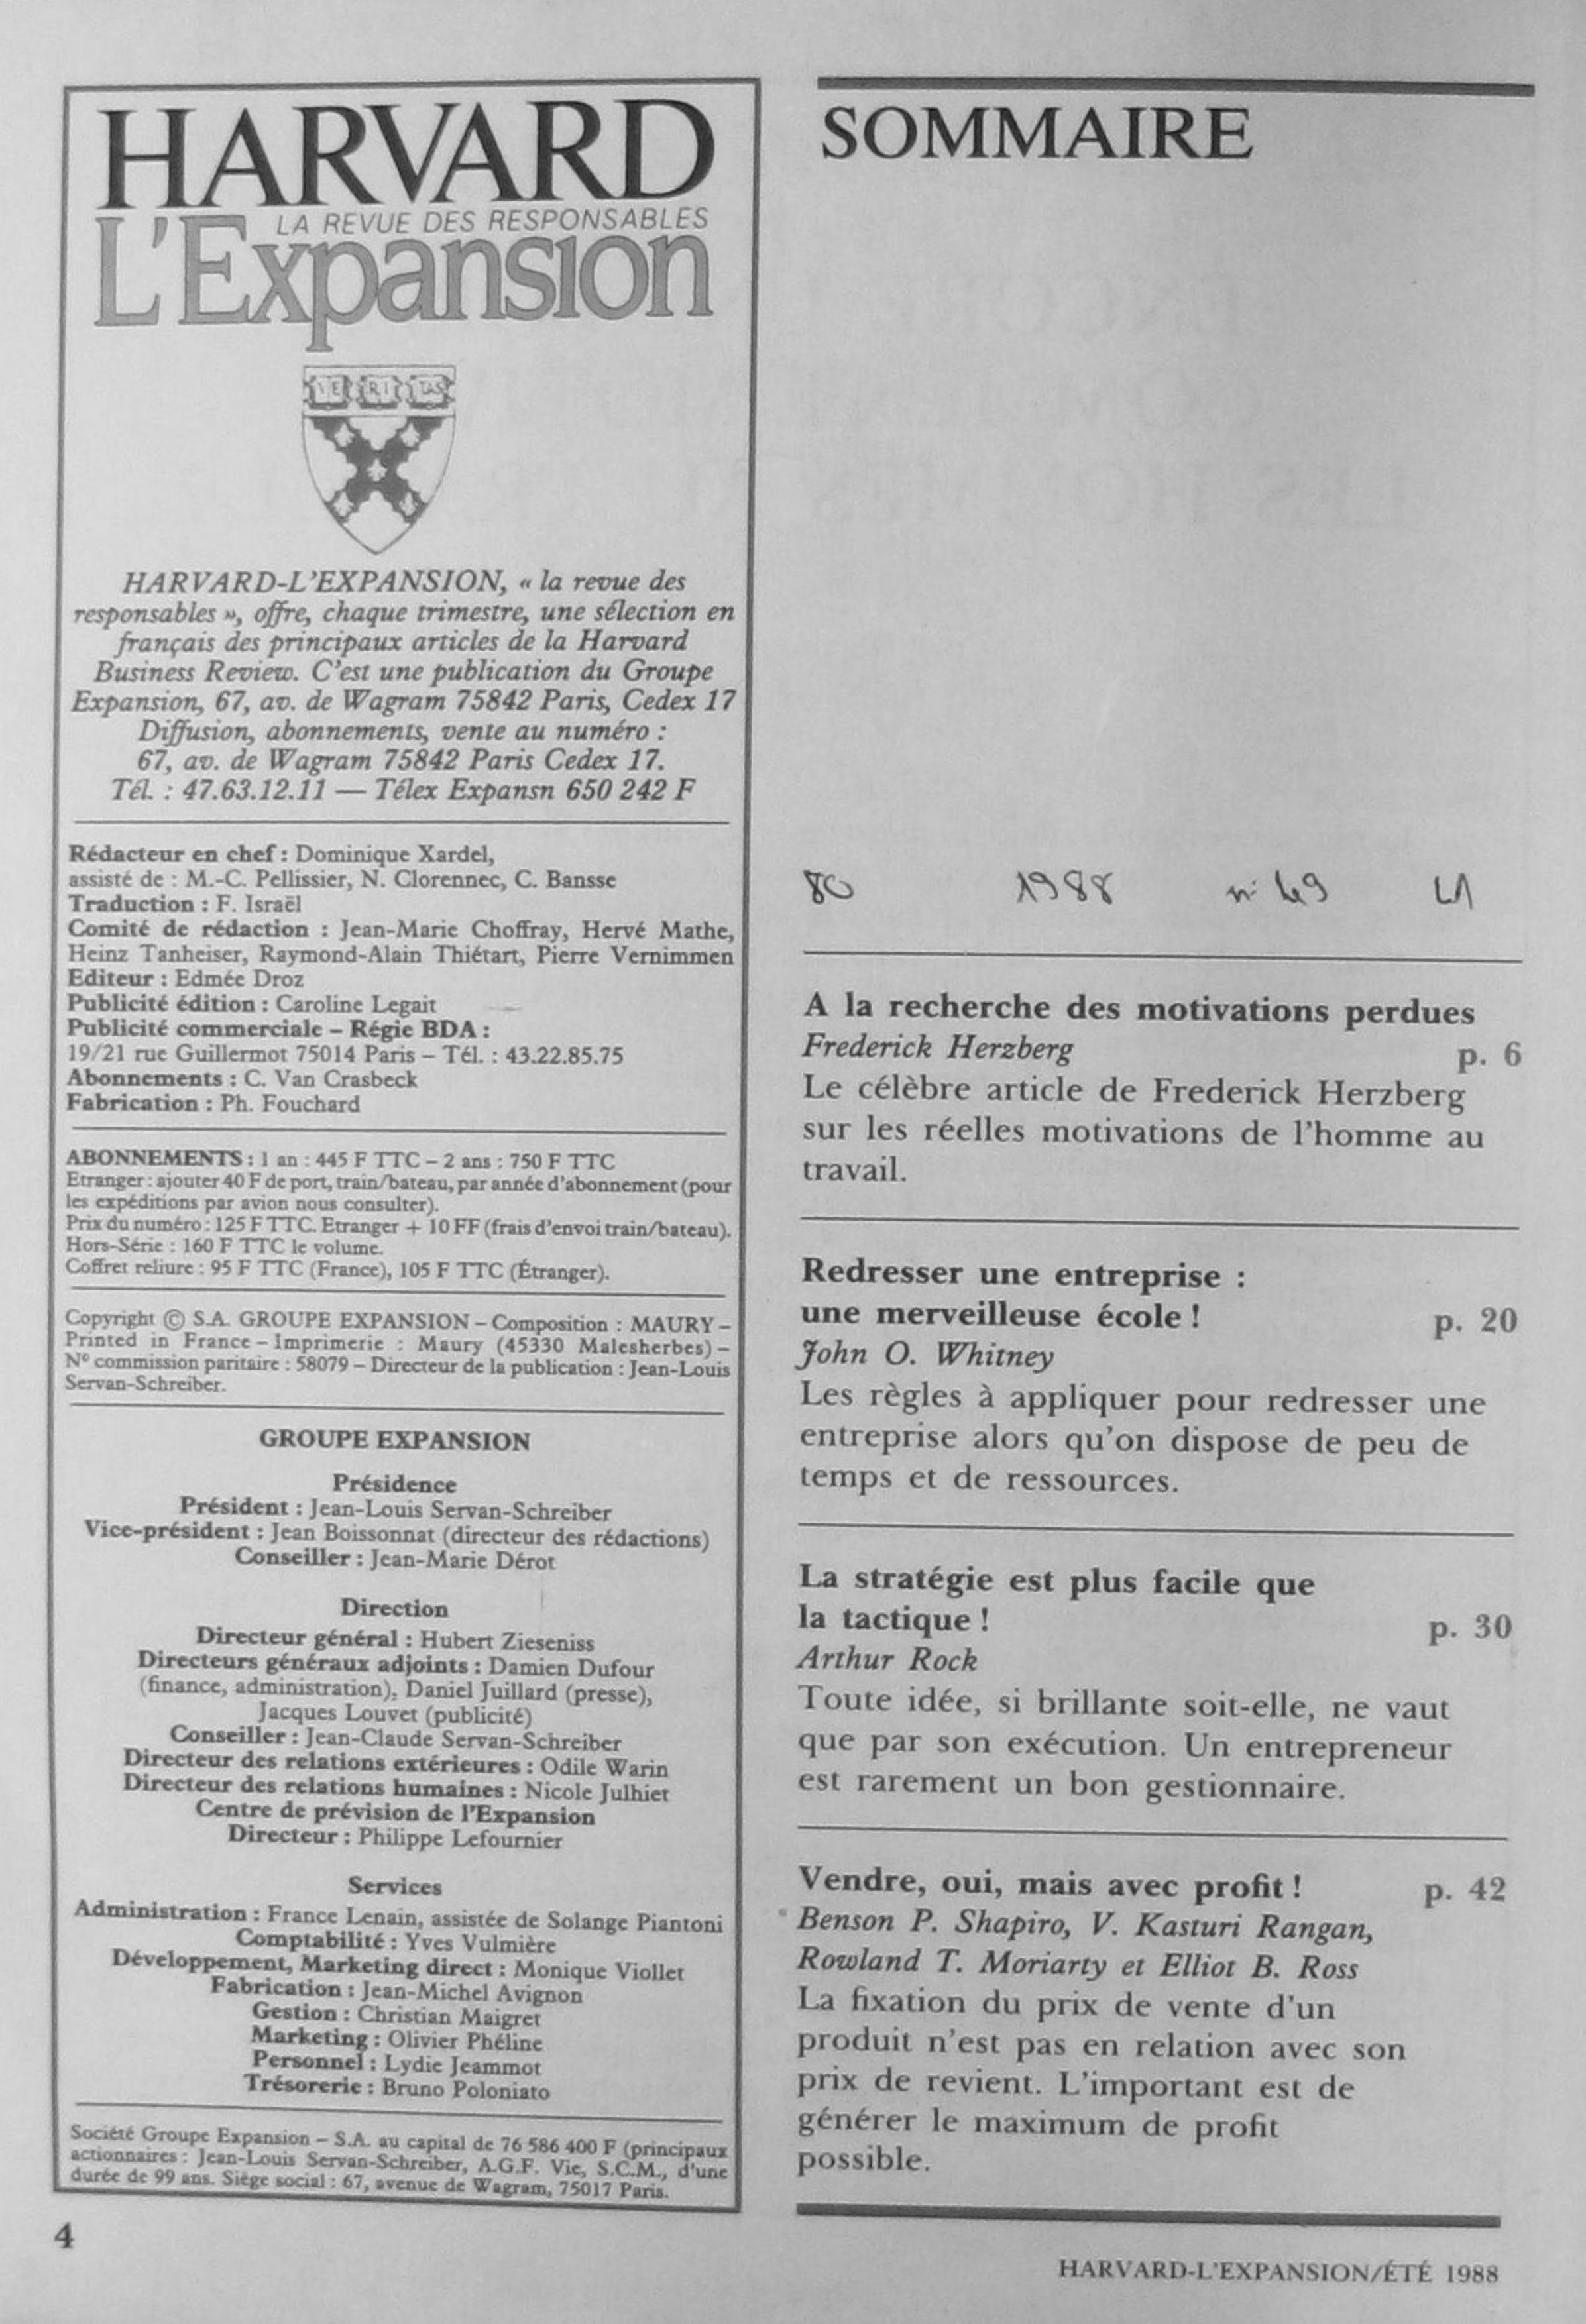 HARVARD
LA REVUE DES RESPONSABLES
L'Expansion
VE RI TAS
HARVARD-L'EXPANSION, « la revue des
responsables », offre, chaque trimestre, une sélection en
français des principaux articles de la Harvard
Business Review. C'est une publication du Groupe
Expansion, 67, av. de Wagram 75842 Paris, Cedex 17
Diffusion, abonnements, vente au numéro :
67, av. de Wagram 75842 Paris Cedex 17.
Tél. : 47.63.12.11 — Télex Expansn 650 242 F
Rédacteur en chef : Dominique Xardel,
assisté de : M.-C. Pellissier, N. Clorennec, C. Bansse
Traduction : F. Israël
Comité de rédaction : Jean-Marie Choffray, Hervé Mathe,
Heinz Tanheiser, Raymond-Alain Thiétart, Pierre Vernimmen
Editeur : Edmée Droz
Publicité édition : Caroline Legait
Publicité commerciale – Régie BDA :
19/21 rue Guillermot 75014 Paris – Tél. : 43.22.85.75
Abonnements : C. Van Crasbeck
Fabrication : Ph. Fouchard
ABONNEMENTS : 1 an : 445 F TTC – 2 ans : 750 F TTC
Etranger : ajouter 40 F de port, train/bateau, par année d'abonnement (pour
les expéditions par avion nous consulter).
Prix du numéro : 125 F TTC. Etranger + 10 FF (frais d'envoi train/bateau).
Hors-Série : 160 F TTC le volume.
Coffret reliure : 95 F TTC (France), 105 F TTC (Étranger).
Copyright © S.A. GROUPE EXPANSION – Composition : MAURY –
Printed in France – Imprimerie : Maury (45330 Malesherbes) –
N° commission paritaire : 58079 – Directeur de la publication : Jean-Louis
Servan-Schreiber.
GROUPE EXPANSION
Présidence
Président : Jean-Louis Servan-Schreiber
Vice-président : Jean Boissonnat (directeur des rédactions)
Conseiller : Jean-Marie Dérot
Direction
Directeur général : Hubert Zieseniss
Directeurs généraux adjoints : Damien Dufour
(finance, administration), Daniel Juillard (presse),
Jacques Louvet (publicité)
Conseiller : Jean-Claude Servan-Schreiber
Directeur des relations extérieures : Odile Warin
Directeur des relations humaines : Nicole Julhiet
Centre de prévision de l'Expansion
Directeur : Philippe Lefournier
Services
Administration : France Lenain, assistée de Solange Piantoni
Comptabilité : Yves Vulmière
Développement, Marketing direct : Monique Viollet
Fabrication : Jean-Michel Avignon
Gestion : Christian Maigret
Marketing : Olivier Phéline
Personnel : Lydie Jeammot
Trésorerie : Bruno Poloniato
Société Groupe Expansion – S.A. au capital de 76 586 400 F (principaux
actionnaires : Jean-Louis Servan-Schreiber, A.G.F. Vie, S.C.M., d'une
durée de 99 ans. Siège social : 67, avenue de Wagram, 75017 Paris.
4
SOMMAIRE
80 1988 n° 49
A la recherche des motivations perdues
Frederick Herzberg p. 6
Le célèbre article de Frederick Herzberg
sur les réelles motivations de l'homme au
travail.
Redresser une entreprise :
une merveilleuse école ! p. 20
John O. Whitney
Les règles à appliquer pour redresser une
entreprise alors qu'on dispose de peu de
temps et de ressources.
La stratégie est plus facile que
la tactique ! p. 30
Arthur Rock
Toute idée, si brillante soit-elle, ne vaut
que par son exécution. Un entrepreneur
est rarement un bon gestionnaire.
Vendre, oui, mais avec profit ! p. 42
Benson P. Shapiro, V. Kasturi Rangan,
Rowland T. Moriarty et Elliot B. Ross
La fixation du prix de vente d'un
produit n'est pas en relation avec son
prix de revient. L'important est de
générer le maximum de profit
possible.
HARVARD-L'EXPANSION/ÉTÉ 1988